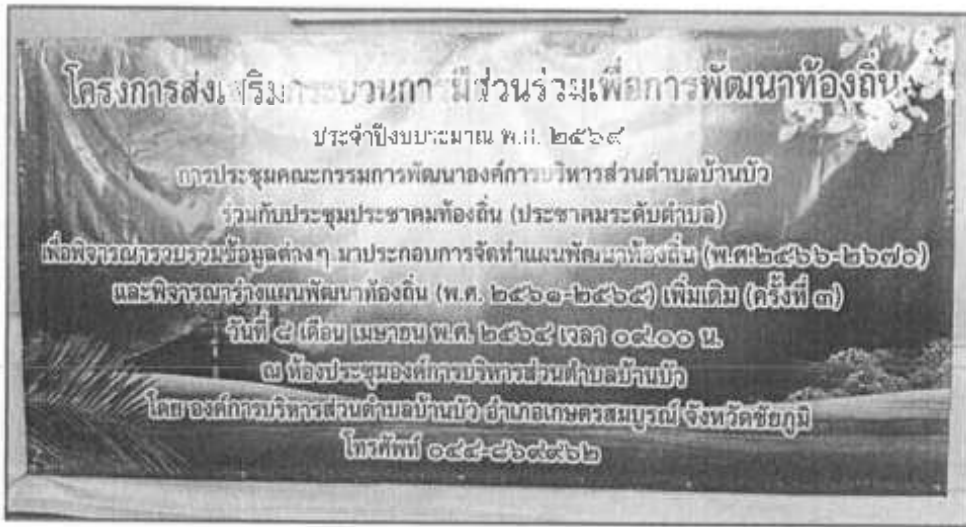 โครงการส่งเสริมกระบวนการมีส่วนร่วมเพื่อการพัฒนาท้องถิ่น
ประจำปีงบประมาณ พ.ศ. ๒๕๖๔
การประชุมคณะกรรมการพัฒนาองค์การบริหารส่วนตำบลบ้านบัว
ร่วมกับประชุมประชาคมท้องถิ่น (ประชาคมระดับตำบล)
เพื่อพิจารณารวบรวมข้อมูลต่างๆ มาประกอบการจัดทำแผนพัฒนาท้องถิ่น (พ.ศ.๒๕๖๖-๒๖๗๐)
และพิจารณาร่างแผนพัฒนาท้องถิ่น (พ.ศ. ๒๕๖๑-๒๕๖๕) เพิ่มเติม (ครั้งที่ ๓)
วันที่ ๘ เดือน เมษายน พ.ศ. ๒๕๖๔ เวลา ๐๙.๐๐ น.
ณ ห้องประชุมองค์การบริหารส่วนตำบลบ้านบัว
โดย องค์การบริหารส่วนตำบลบ้านบัว อำเภอเกษตรสมบูรณ์ จังหวัดชัยภูมิ
โทรศัพท์